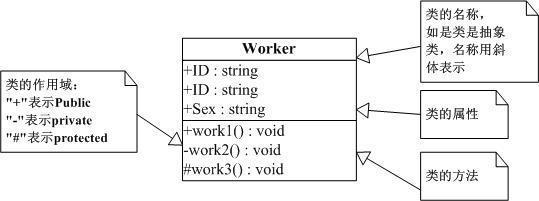 类的名称，
如是类是抽象
类，名称用斜
体表示
Worker
+ID : string
+ID : string
+Sex : string
+work1() : void
-work2() : void
#work3() : void
类的作用域：
"+"表示Public
"-"表示private
"#"表示protected
类的属性
类的方法